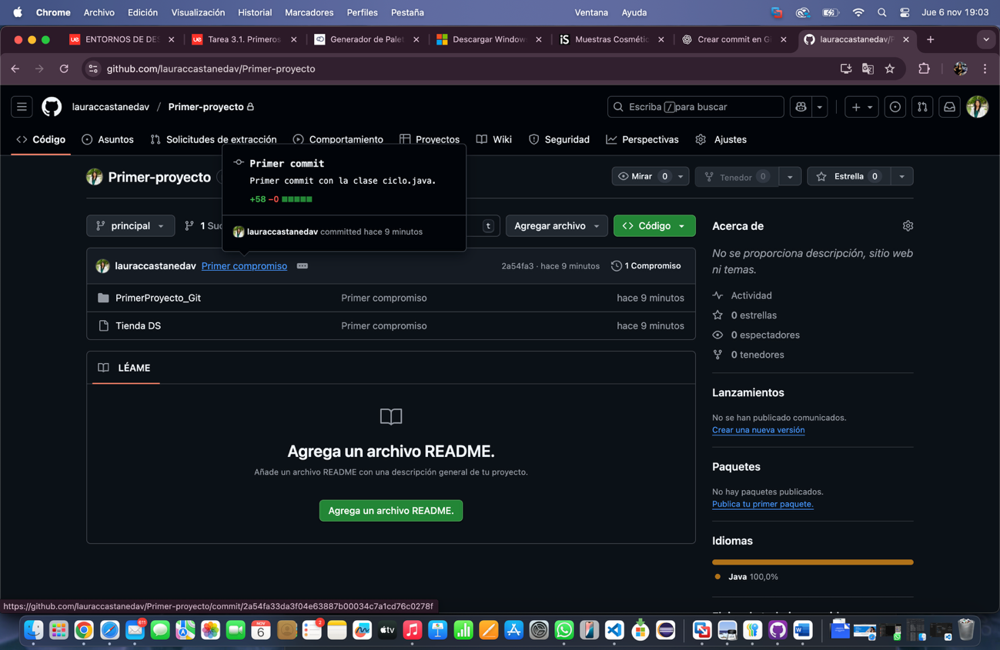 Chrome Archivo Edición Visualización Historial Marcadores Perfiles Pestaña Ventana Ayuda Jue 6 nov 19:03
ENTORNOS DE DES Tarea 3.1. Primeros Generador de Palet Descargar Window Muestras Cosmétic Crear commit en Gi lauraccastanedav/P
github.com/lauraccastanedav/Primer-proyecto
lauraccastanedav / Primer-proyecto
Escriba / para buscar
Código Asuntos Solicitudes de extracción Comportamiento Proyectos Wiki Seguridad Perspectivas Ajustes
Primer-proyecto
Mirar 0 Tenedor 0 Estrella 0
Primer commit
Primer commit con la clase ciclo.java.
+58 −0
lauraccastanedav committed hace 9 minutos
principal 1 Suc t Agregar archivo Código
lauraccastanedav Primer compromiso 2a54fa3 · hace 9 minutos 1 Compromiso
PrimerProyecto_Git Primer compromiso hace 9 minutos
Tienda DS Primer compromiso hace 9 minutos
LÉAME
Agrega un archivo README.
Añade un archivo README con una descripción general de tu proyecto.
Agrega un archivo README.
Acerca de
No se proporciona descripción, sitio web
ni temas.
Actividad
0 estrellas
0 espectadores
0 tenedores
Lanzamientos
No se han publicado comunicados.
Crear una nueva versión
Paquetes
No hay paquetes publicados.
Publica tu primer paquete.
Idiomas
Java 100,0%
https://github.com/lauraccastanedav/Primer-proyecto/commit/2a54fa33da3f04e63887b00034c7a1cd76c0278f
611
NOV
6
2
tv